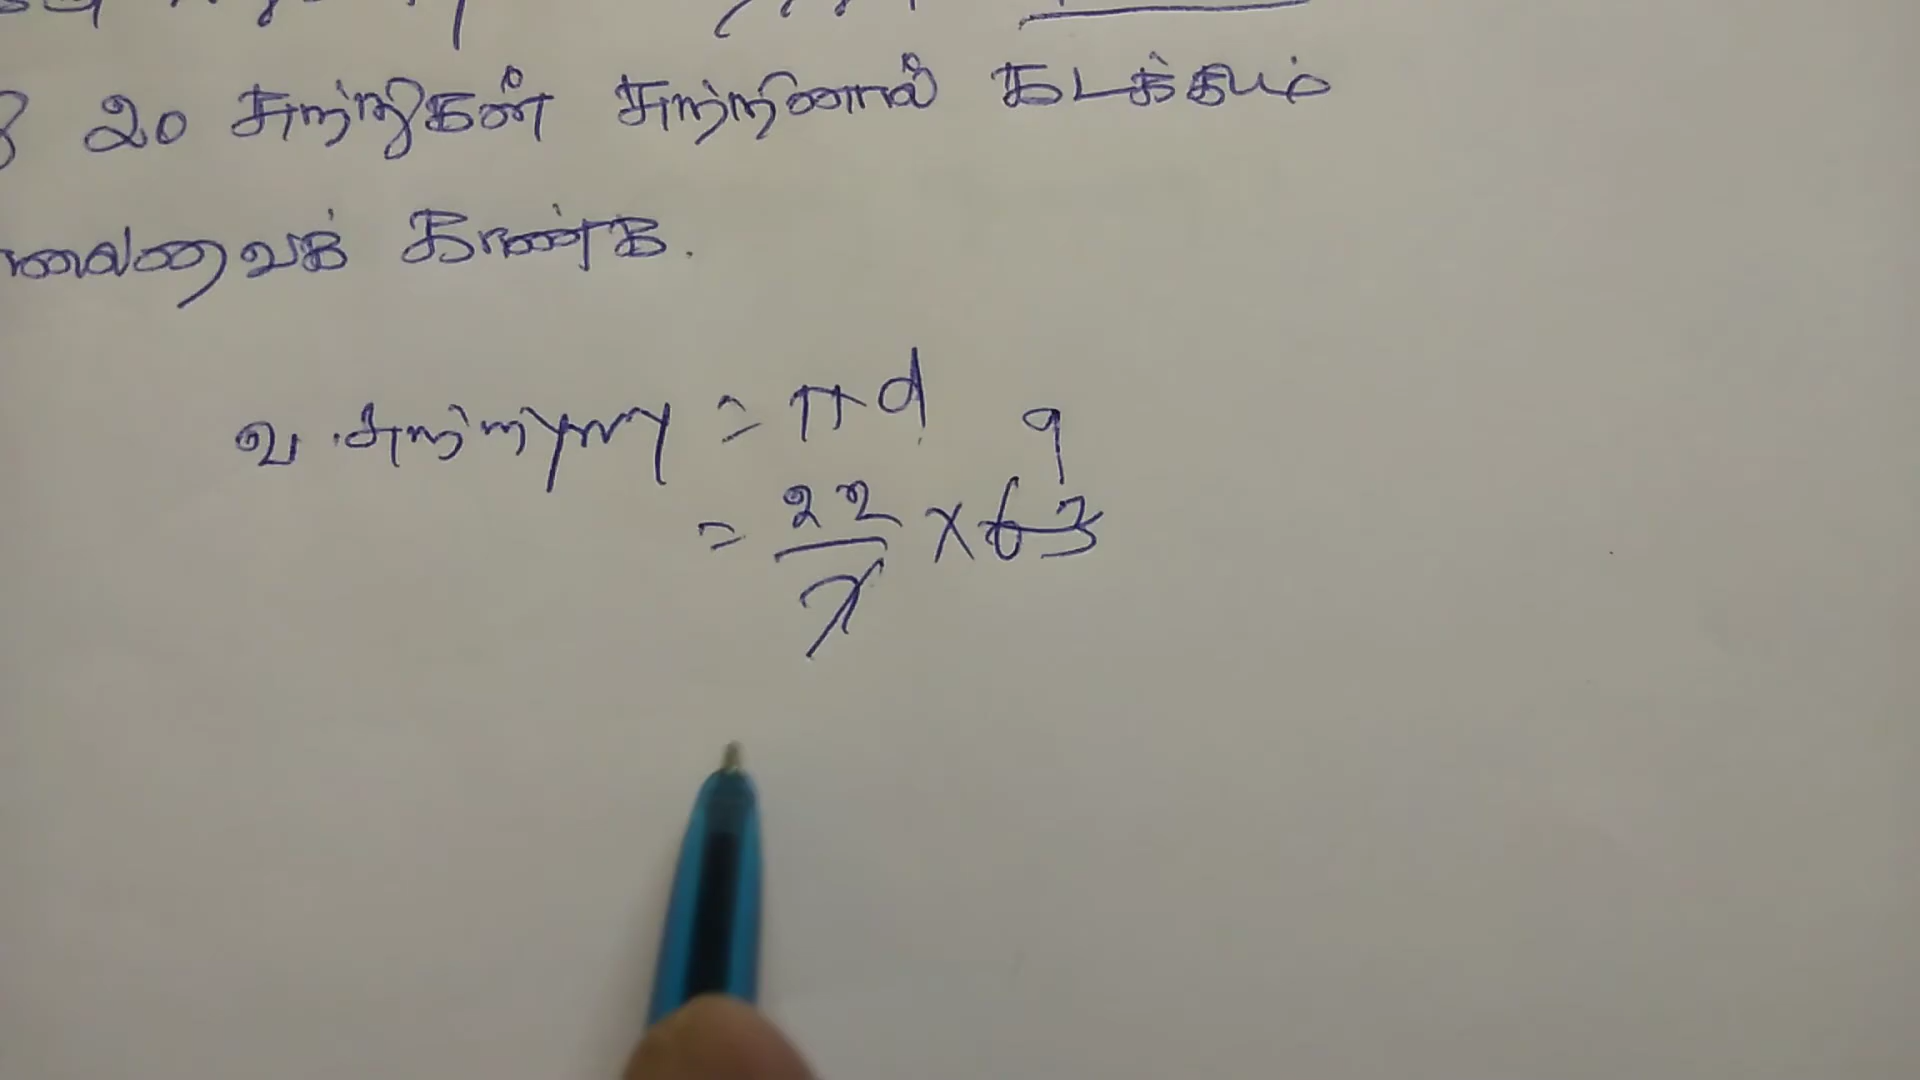 20 சுற்றுகள் சுற்றினால் கடக்கும்
லைவைக் காண்க.
வ. சுற்றளவு = πd
9
= 22/7 × 63